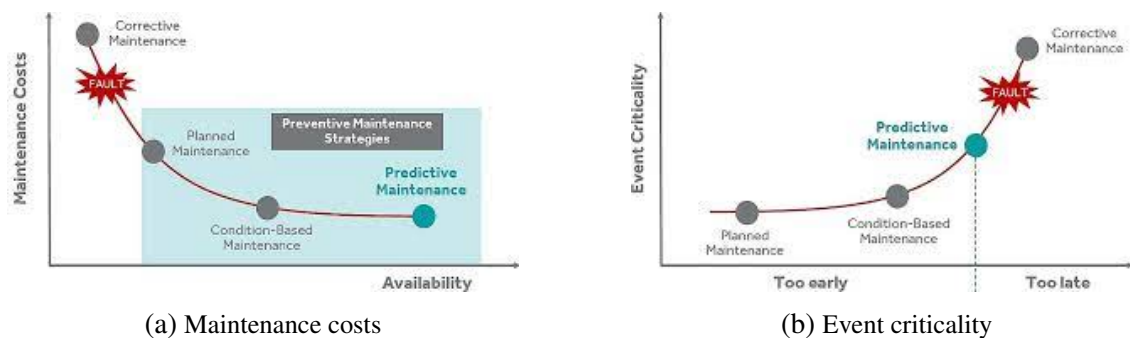 Maintenance Costs
Corrective
Maintenance
FAULT
Planned
Maintenance
Preventive Maintenance
Strategies
Predictive
Maintenance
Condition-Based
Maintenance
Availability
(a) Maintenance costs
Event Criticality
Corrective
Maintenance
FAULT
Predictive
Maintenance
Planned
Maintenance
Condition-Based
Maintenance
Too early
Too late
(b) Event criticality